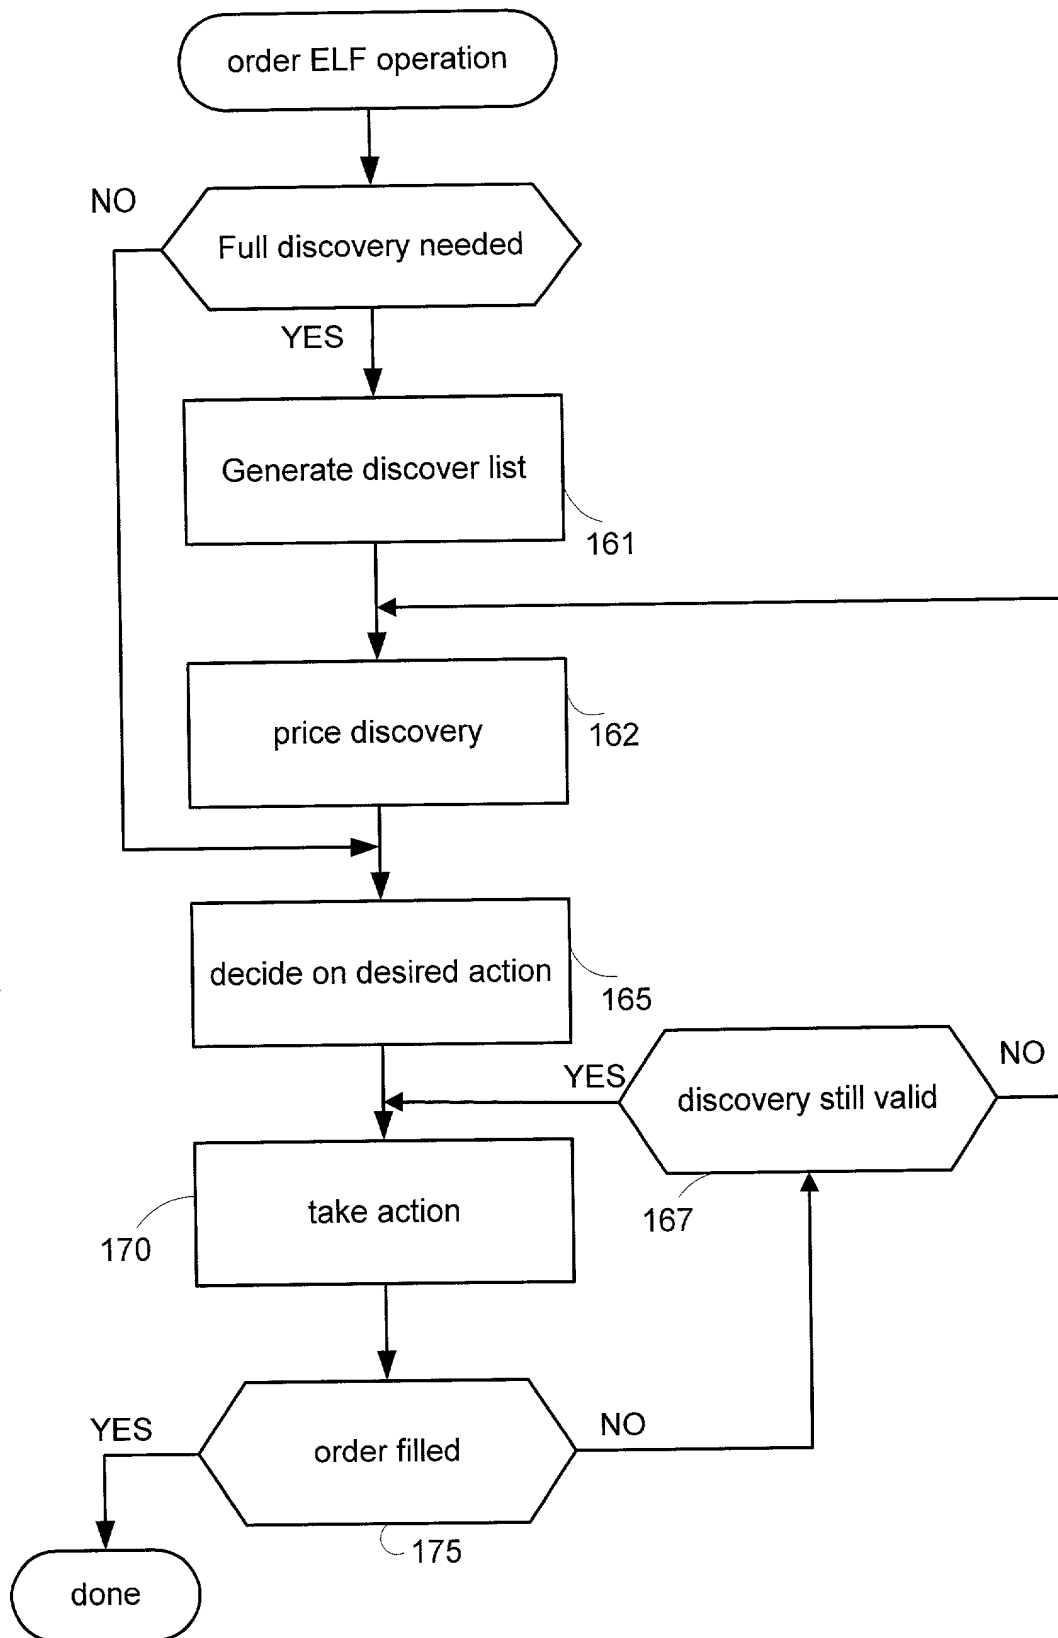 order ELF operation
NO
Full discovery needed
YES
Generate discover list
161
price discovery
162
decide on desired action
165
YES
discovery still valid
NO
167
take action
170
YES
order filled
NO
175
done